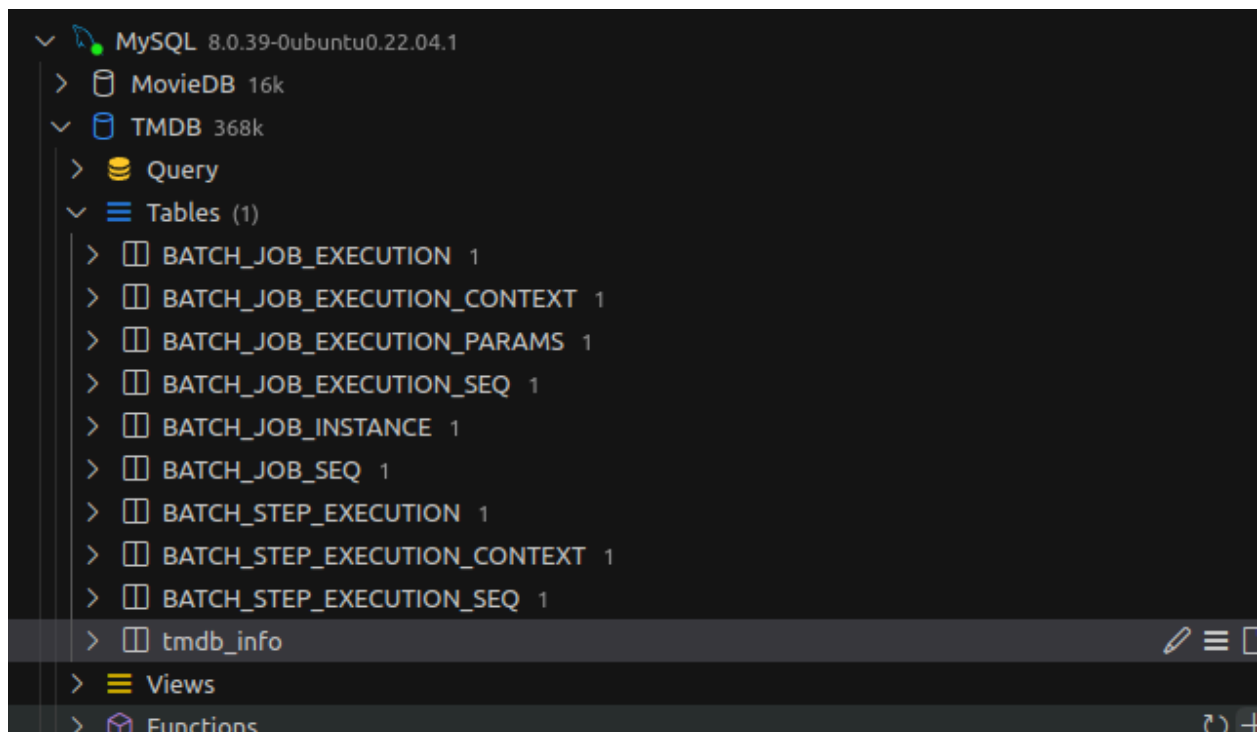 MySQL 8.0.39-0ubuntu0.22.04.1
MovieDB 16k
TMDB 368k
Query
Tables (1)
BATCH_JOB_EXECUTION 1
BATCH_JOB_EXECUTION_CONTEXT 1
BATCH_JOB_EXECUTION_PARAMS 1
BATCH_JOB_EXECUTION_SEQ 1
BATCH_JOB_INSTANCE 1
BATCH_JOB_SEQ 1
BATCH_STEP_EXECUTION 1
BATCH_STEP_EXECUTION_CONTEXT 1
BATCH_STEP_EXECUTION_SEQ 1
tmdb_info
Views
Functions